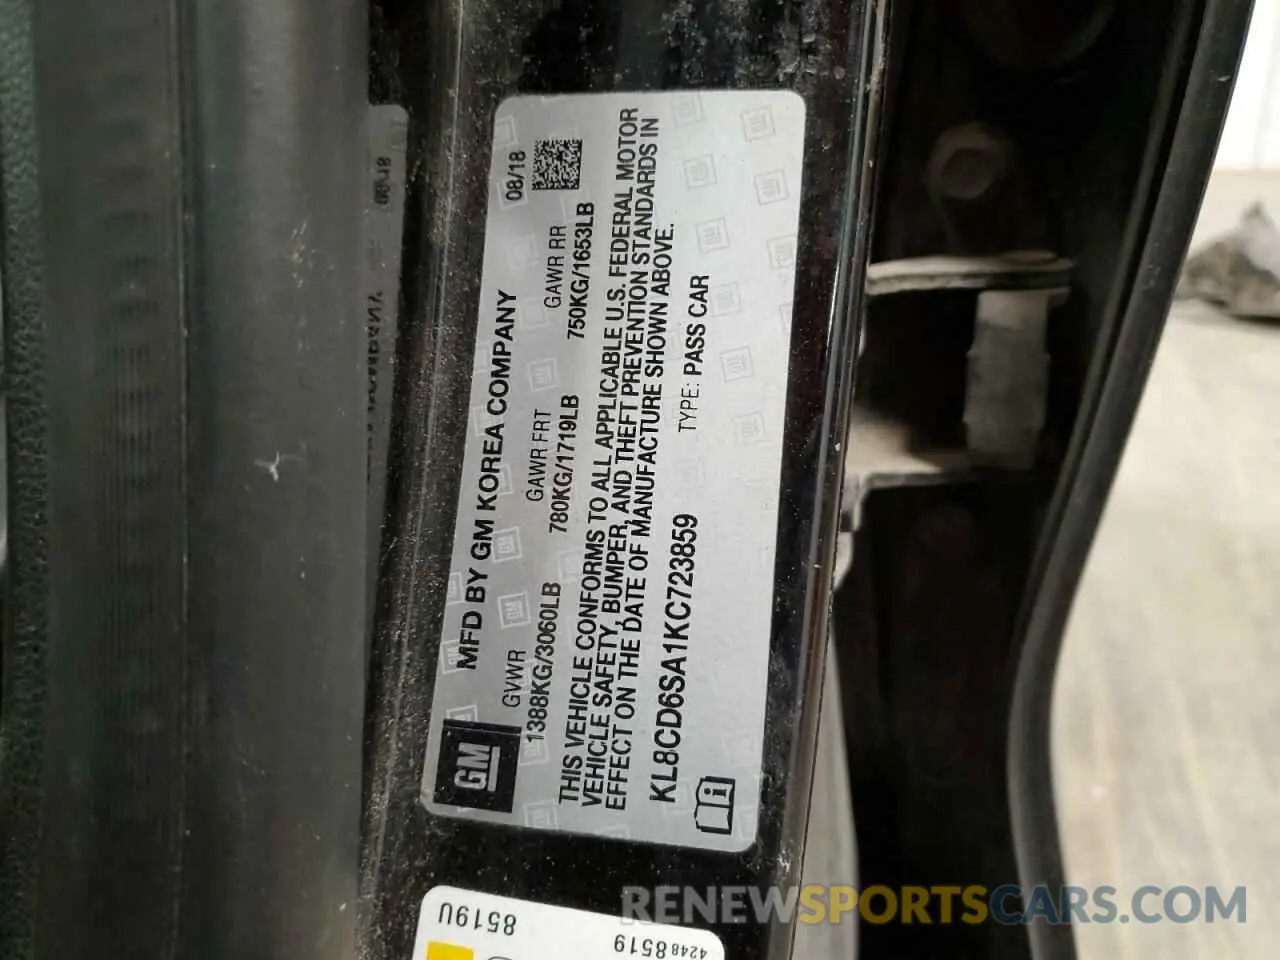 MFD BY GM KOREA COMPANY
08/18
GVWR GAWR FRT GAWR RR
1388KG/3060LB 780KG/1719LB 750KG/1653LB
THIS VEHICLE CONFORMS TO ALL APPLICABLE U.S. FEDERAL MOTOR
VEHICLE SAFETY, BUMPER, AND THEFT PREVENTION STANDARDS IN
EFFECT ON THE DATE OF MANUFACTURE SHOWN ABOVE.
KL8CD6SA1KC723859 TYPE: PASS CAR
GM
8519U
42488519
RENEWSPORTSCARS.COM